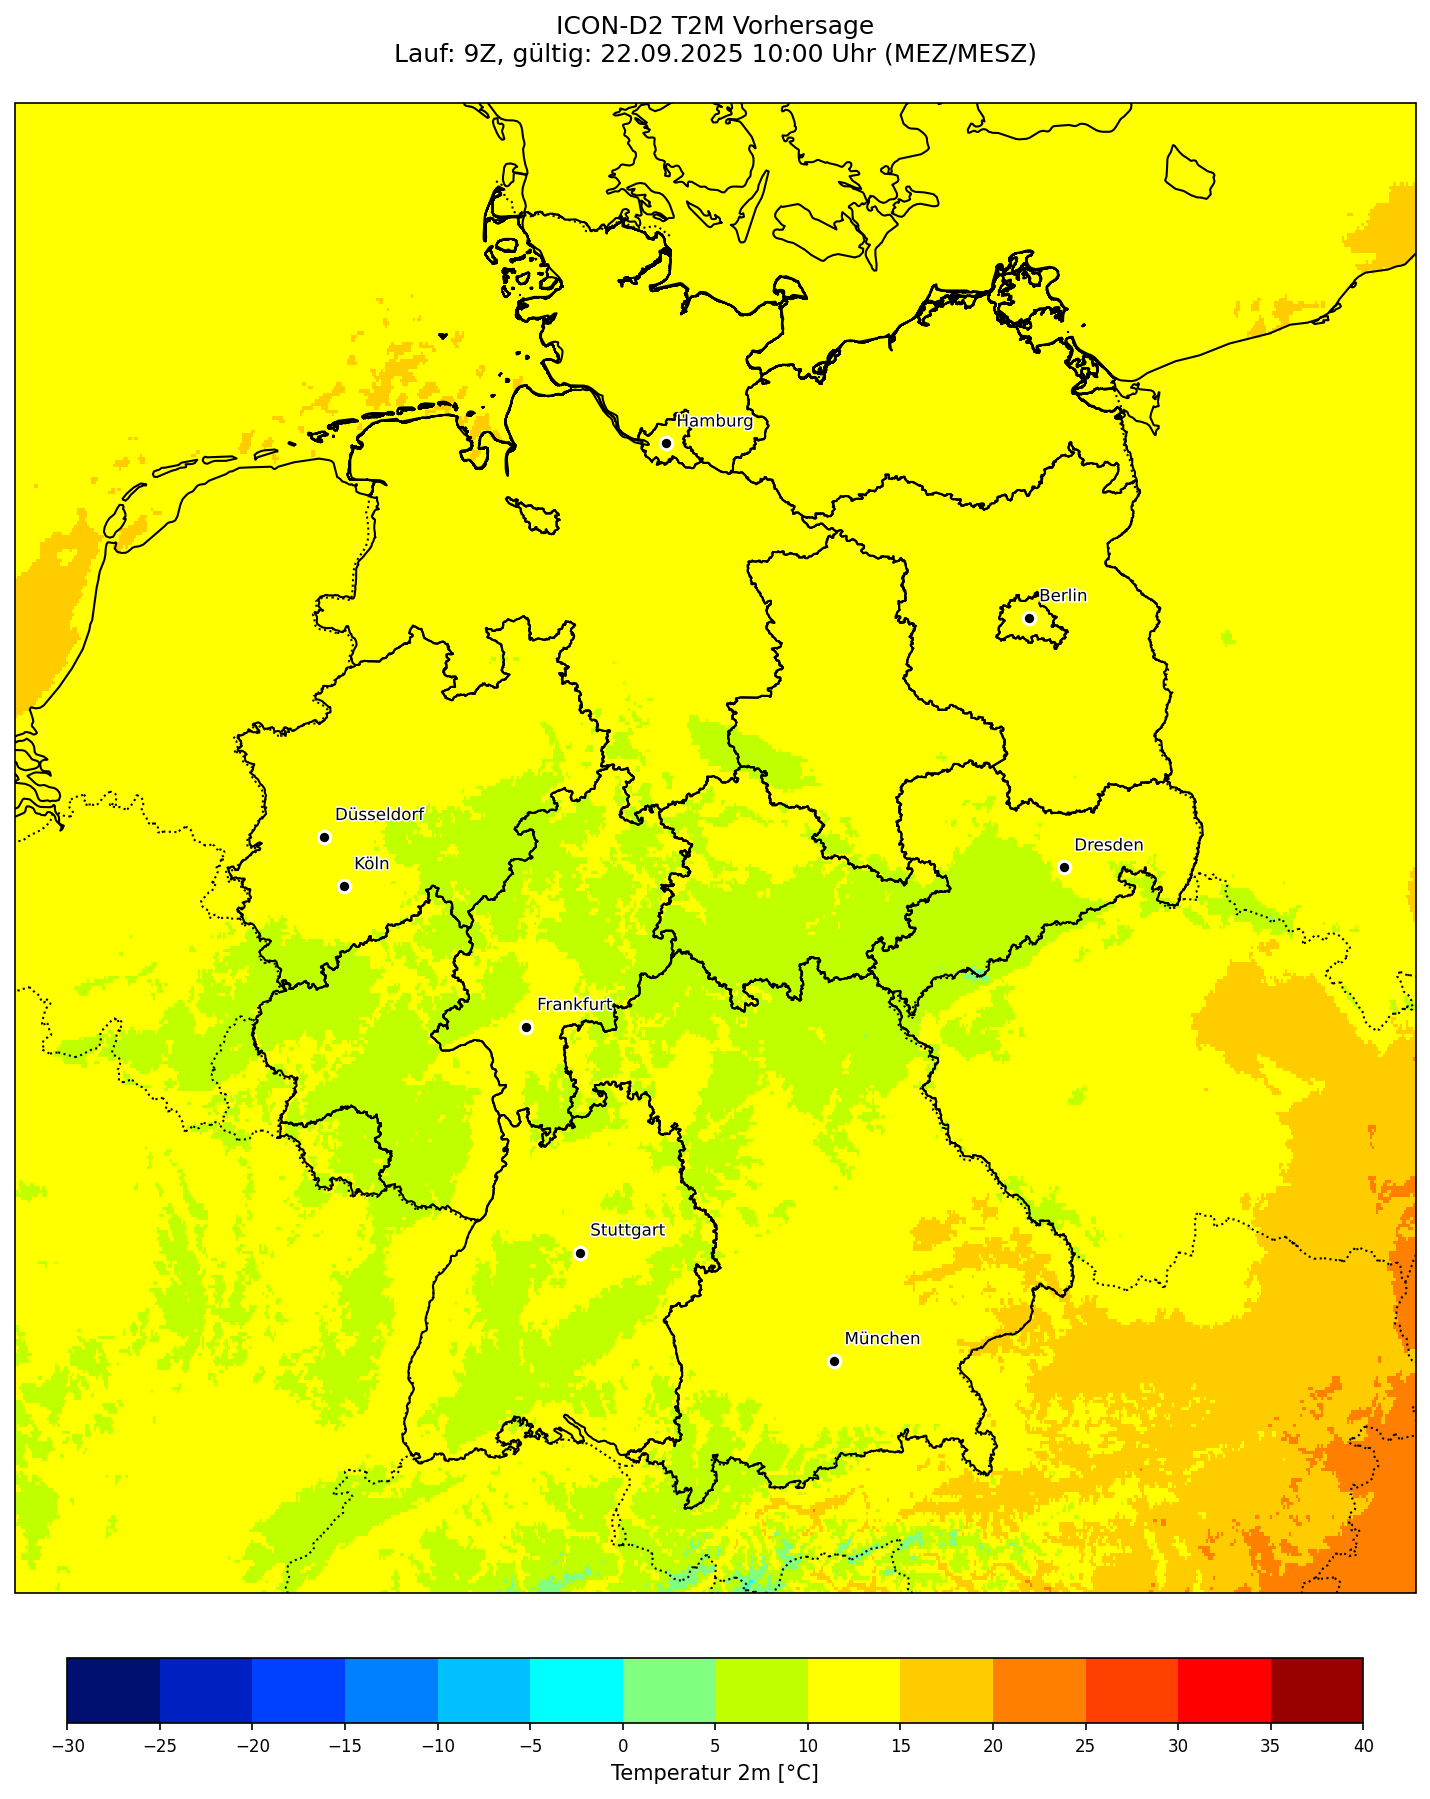 ICON-D2 T2M Vorhersage
Lauf: 9Z, gültig: 22.09.2025 10:00 Uhr (MEZ/MESZ)
Hamburg
Berlin
Düsseldorf
Köln
Dresden
Frankfurt
Stuttgart
München
−30 −25 −20 −15 −10 −5 0 5 10 15 20 25 30 35 40
Temperatur 2m [°C]